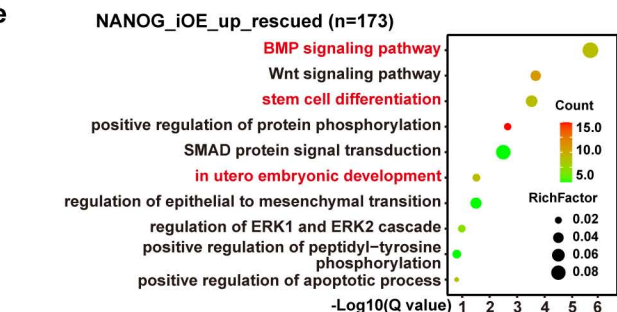 e
NANOG_iOE_up_rescued (n=173)
BMP signaling pathway
Wnt signaling pathway
stem cell differentiation
positive regulation of protein phosphorylation
SMAD protein signal transduction
in utero embryonic development
regulation of epithelial to mesenchymal transition
regulation of ERK1 and ERK2 cascade
positive regulation of peptidyl−tyrosine
phosphorylation
positive regulation of apoptotic process
-Log10(Q value) 1 2 3 4 5 6
Count
15.0
10.0
5.0
RichFactor
0.02
0.04
0.06
0.08